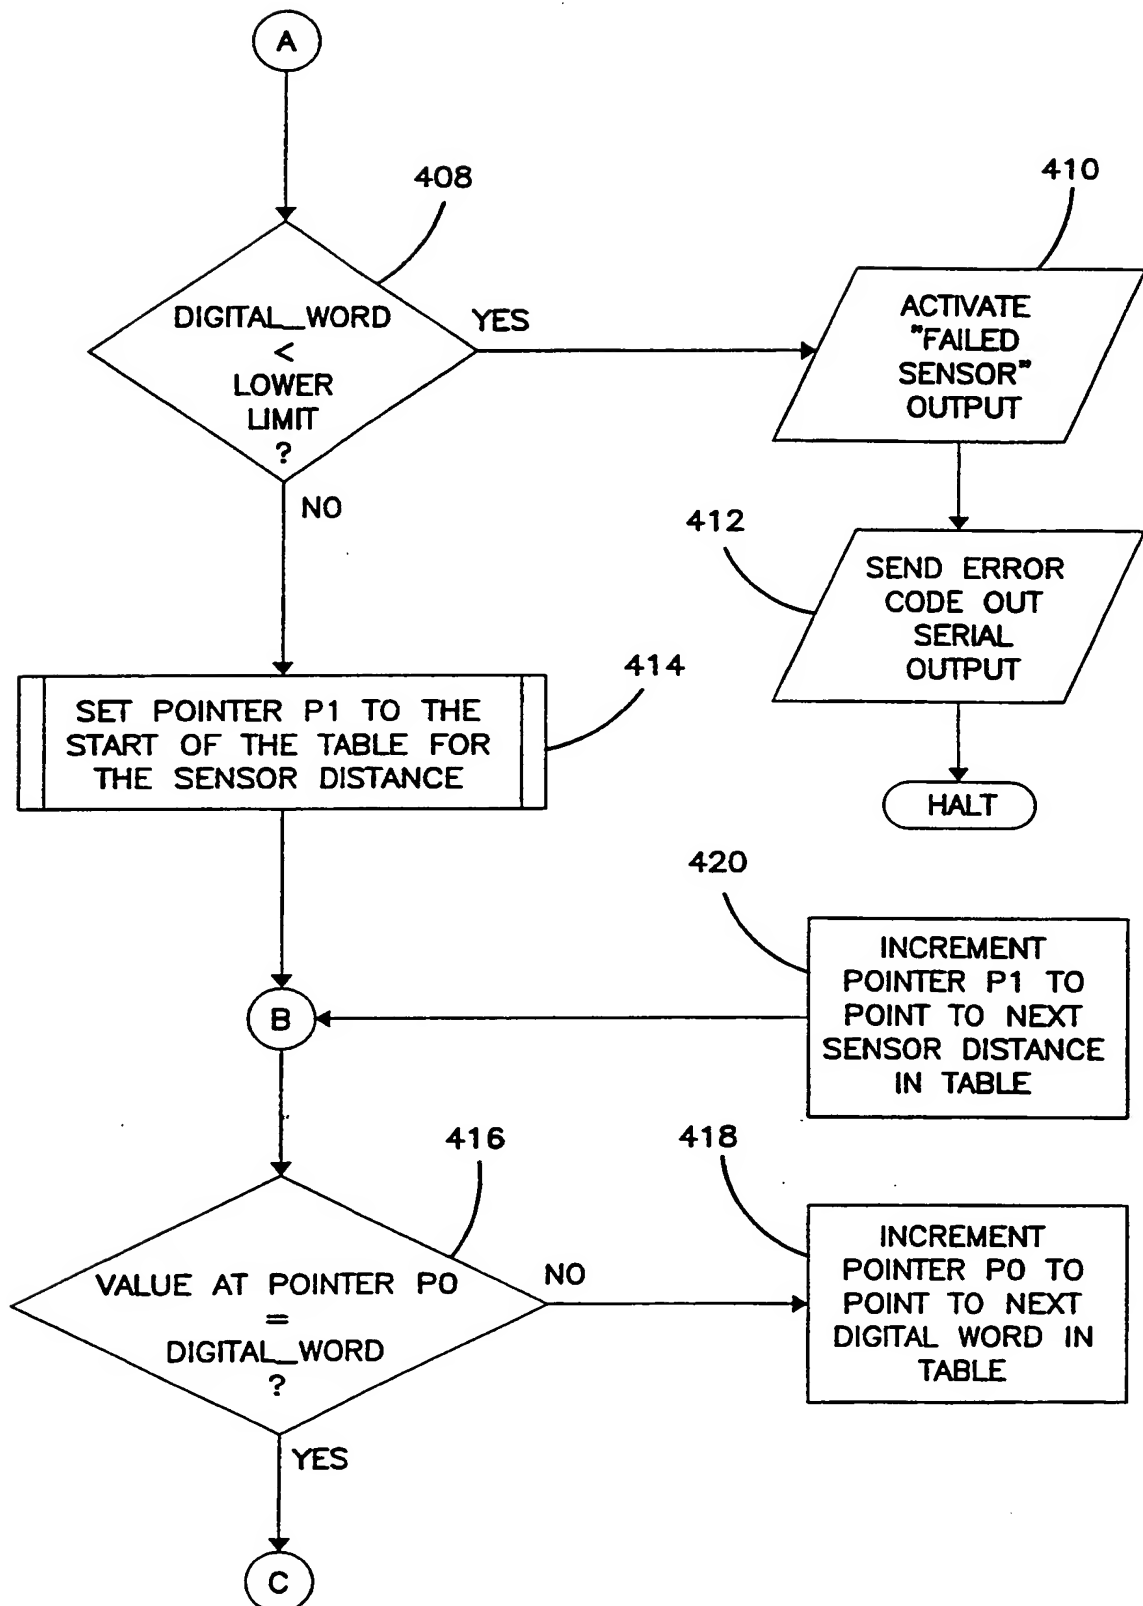 A
408
410
DIGITAL_WORD
<
LOWER
LIMIT
?
YES
NO
ACTIVATE
"FAILED
SENSOR"
OUTPUT
412
SEND ERROR
CODE OUT
SERIAL
OUTPUT
414
SET POINTER P1 TO THE
START OF THE TABLE FOR
THE SENSOR DISTANCE
HALT
420
INCREMENT
POINTER P1 TO
POINT TO NEXT
SENSOR DISTANCE
IN TABLE
B
416
418
VALUE AT POINTER P0
=
DIGITAL_WORD
?
NO
YES
INCREMENT
POINTER P0 TO
POINT TO NEXT
DIGITAL WORD IN
TABLE
C